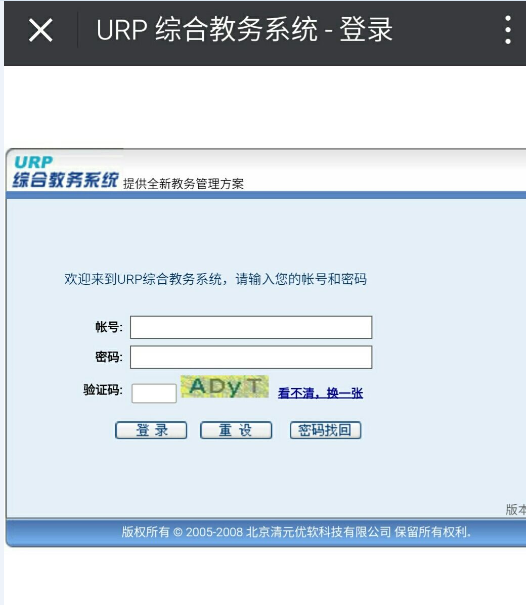 URP 综合教务系统 - 登录
URP
综合教务系统 提供全新教务管理方案
欢迎来到URP综合教务系统，请输入您的帐号和密码
帐号:
密码:
验证码: ADyT 看不清，换一张
登 录 重 设 密码找回
版本
版权所有 © 2005-2008 北京清元优软科技有限公司 保留所有权利.